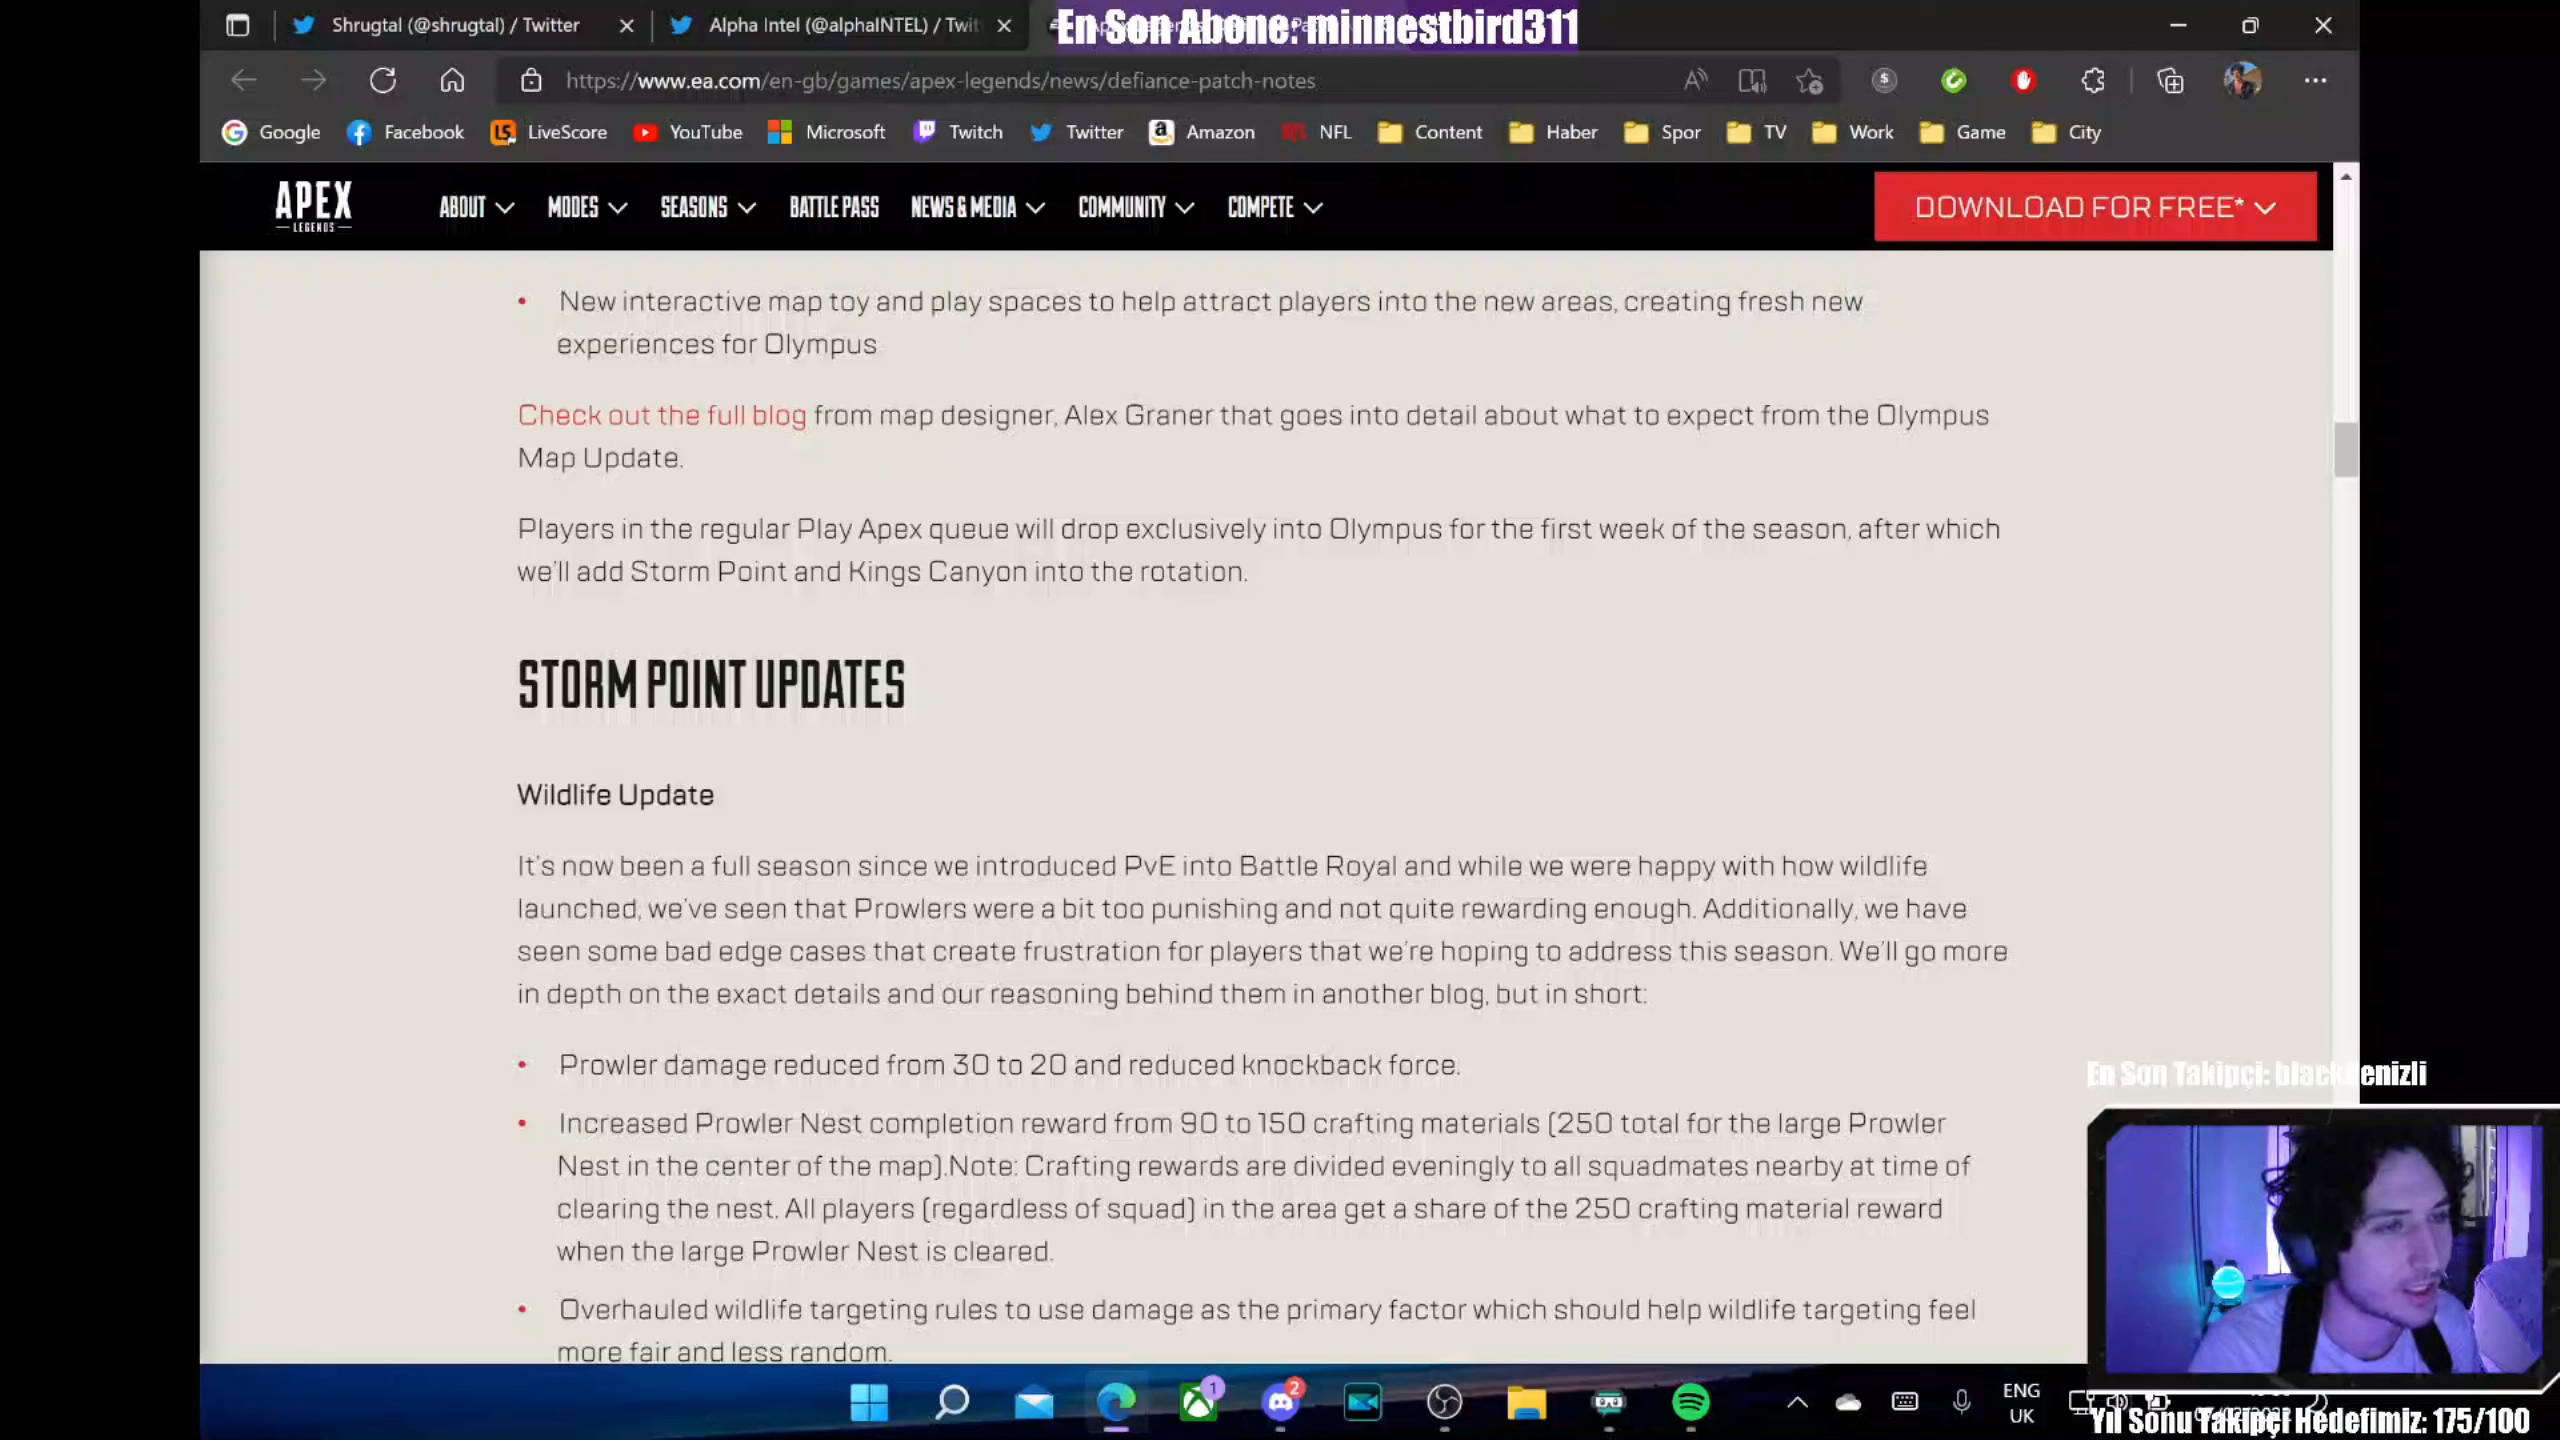 Shrugtal (@shrugtal) / Twitter
Alpha Intel (@alphaINTEL) / Twit
En Son Abone: minnestbird311
https://www.ea.com/en-gb/games/apex-legends/news/defiance-patch-notes
Google Facebook LiveScore YouTube Microsoft Twitch Twitter Amazon NFL Content Haber Spor TV Work Game City
APEX
LEGENDS
ABOUT MODES SEASONS BATTLE PASS NEWS & MEDIA COMMUNITY COMPETE
DOWNLOAD FOR FREE*
• New interactive map toy and play spaces to help attract players into the new areas, creating fresh new
experiences for Olympus
Check out the full blog from map designer, Alex Graner that goes into detail about what to expect from the Olympus
Map Update.
Players in the regular Play Apex queue will drop exclusively into Olympus for the first week of the season, after which
we'll add Storm Point and Kings Canyon into the rotation.
STORM POINT UPDATES
Wildlife Update
It's now been a full season since we introduced PvE into Battle Royal and while we were happy with how wildlife
launched, we've seen that Prowlers were a bit too punishing and not quite rewarding enough. Additionally, we have
seen some bad edge cases that create frustration for players that we're hoping to address this season. We'll go more
in depth on the exact details and our reasoning behind them in another blog, but in short:
• Prowler damage reduced from 30 to 20 and reduced knockback force.
• Increased Prowler Nest completion reward from 90 to 150 crafting materials (250 total for the large Prowler
Nest in the center of the map).Note: Crafting rewards are divided eveningly to all squadmates nearby at time of
clearing the nest. All players (regardless of squad) in the area get a share of the 250 crafting material reward
when the large Prowler Nest is cleared.
• Overhauled wildlife targeting rules to use damage as the primary factor which should help wildlife targeting feel
more fair and less random.
En Son Takipçi:
1
2
ENG
UK
Yıl Sonu Takipçi Hedefimiz: 175/100